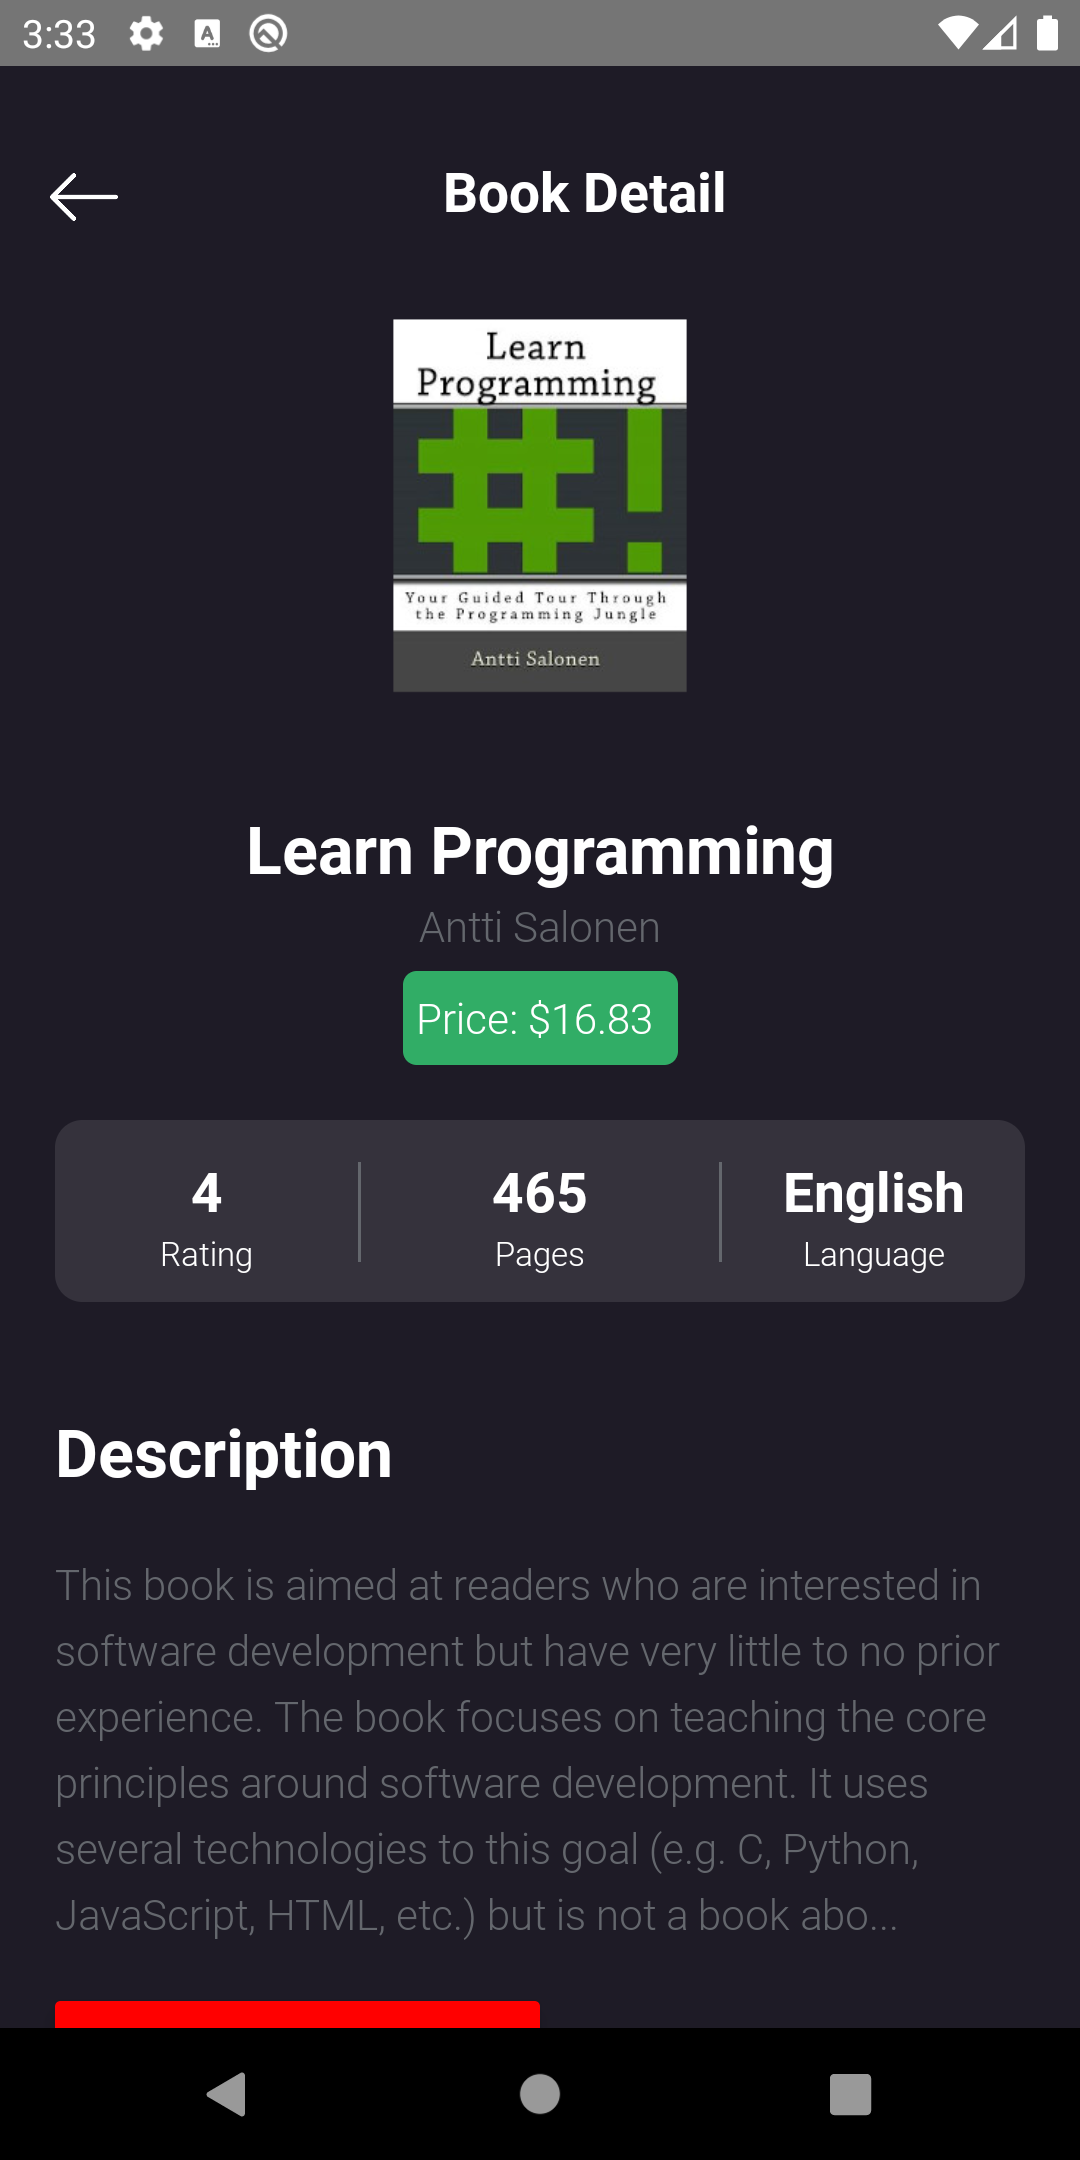 3:33
Book Detail
Learn
Programming
#!
Your Guided Tour Through
the Programming Jungle
Antti Salonen
Learn Programming
Antti Salonen
Price: $16.83
4
Rating
465
Pages
English
Language
Description
This book is aimed at readers who are interested in
software development but have very little to no prior
experience. The book focuses on teaching the core
principles around software development. It uses
several technologies to this goal (e.g. C, Python,
JavaScript, HTML, etc.) but is not a book abo...